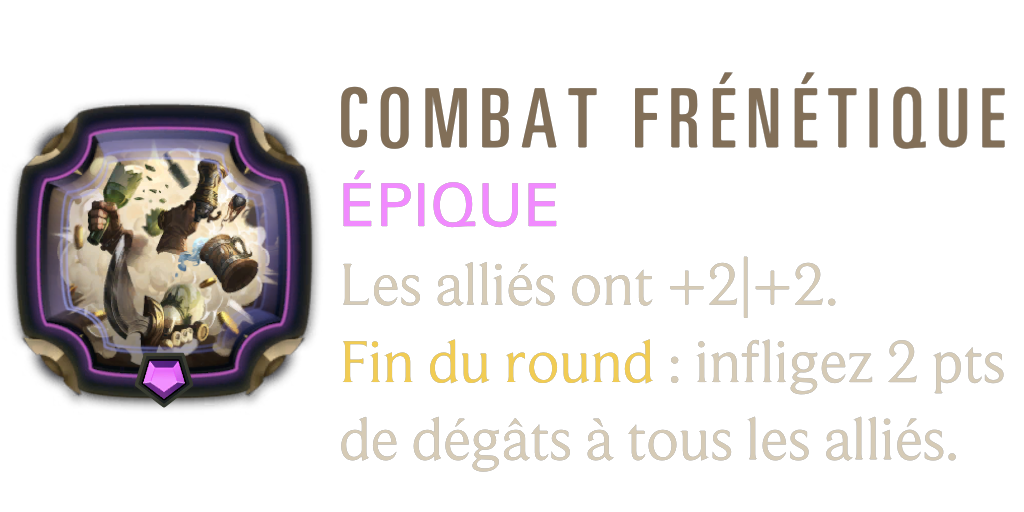 COMBAT FRÉNÉTIQUE
ÉPIQUE
Les alliés ont +2|+2.
Fin du round : infligez 2 pts
de dégâts à tous les alliés.